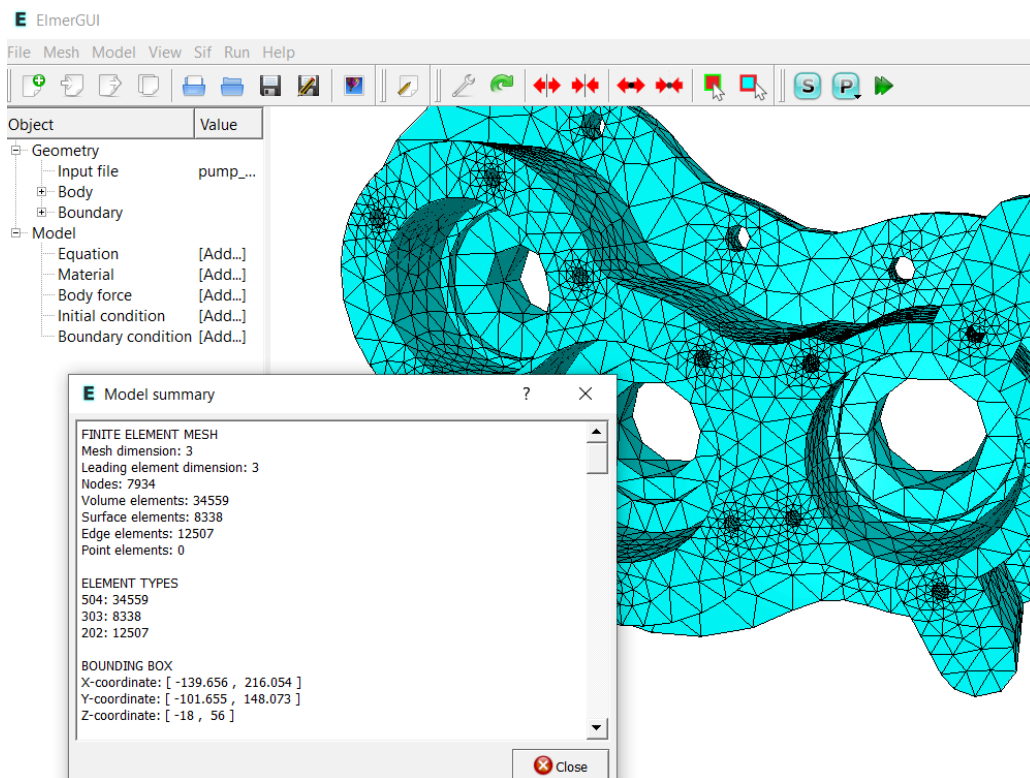 E ElmerGUI
File Mesh Model View Sif Run Help
S P
Object Value
Geometry
Input file pump_...
Body
Boundary
Model
Equation [Add...]
Material [Add...]
Body force [Add...]
Initial condition [Add...]
Boundary condition [Add...]
E Model summary ?
FINITE ELEMENT MESH
Mesh dimension: 3
Leading element dimension: 3
Nodes: 7934
Volume elements: 34559
Surface elements: 8338
Edge elements: 12507
Point elements: 0
ELEMENT TYPES
504: 34559
303: 8338
202: 12507
BOUNDING BOX
X-coordinate: [ -139.656 , 216.054 ]
Y-coordinate: [ -101.655 , 148.073 ]
Z-coordinate: [ -18 , 56 ]
Close